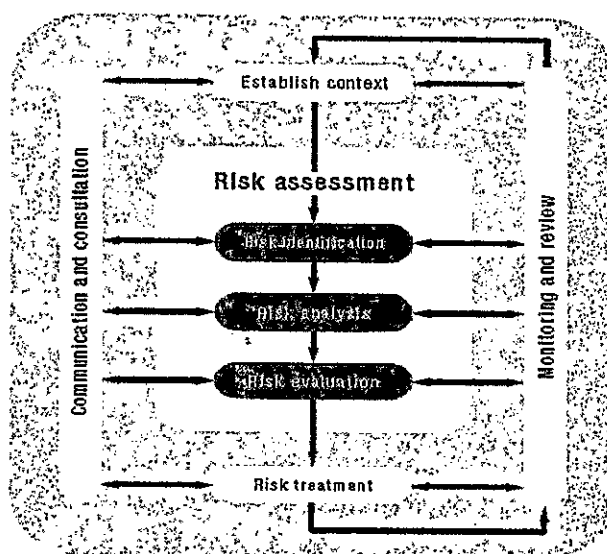 Establish context
Risk assessment
Risk identification
Risk analysis
Risk evaluation
Risk treatment
Communication and consultation
Monitoring and review